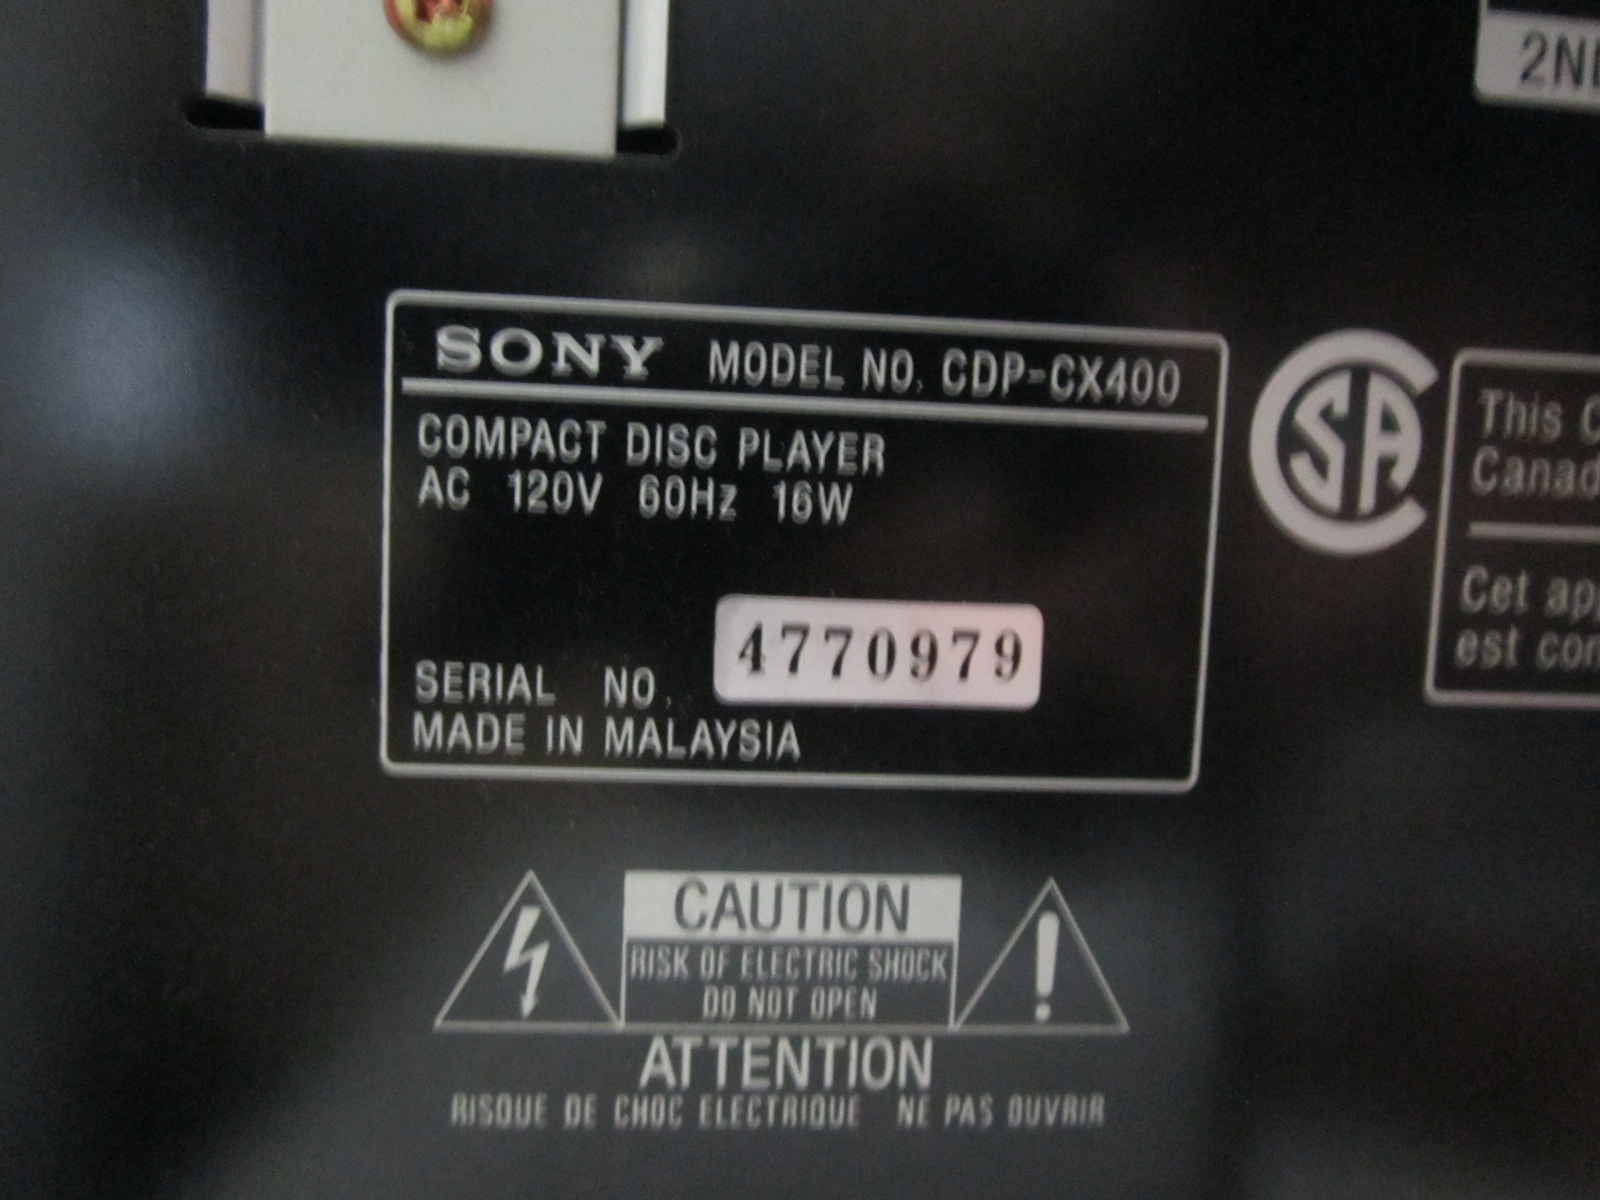 2N
SONY MODEL NO. CDP-CX400
COMPACT DISC PLAYER
AC 120V 60Hz 16W
4770979
SERIAL NO.
MADE IN MALAYSIA
CSA
This C
Canad
Cet ap
est con
CAUTION
RISK OF ELECTRIC SHOCK
DO NOT OPEN
ATTENTION
RISQUE DE CHOC ELECTRIQUE NE PAS OUVRIR